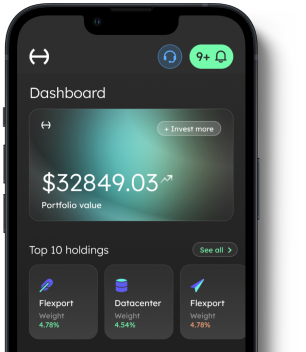 9+
Dashboard
+ Invest more
$32849.03
Portfolio value
Top 10 holdings
See all >
Flexport
Weight
4.78%
Datacenter
Weight
4.54%
Flexport
Weight
4.78%